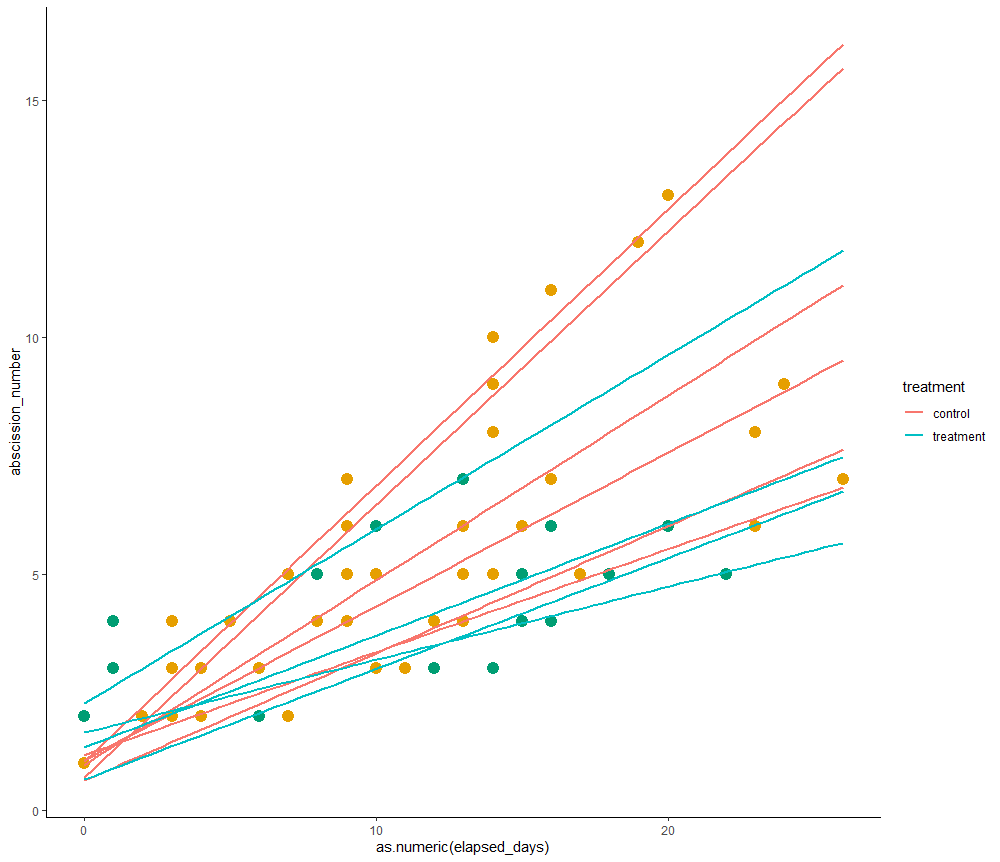 15
10
5
0
abscission_number
0
10
20
as.numeric(elapsed_days)
treatment
control
treatment